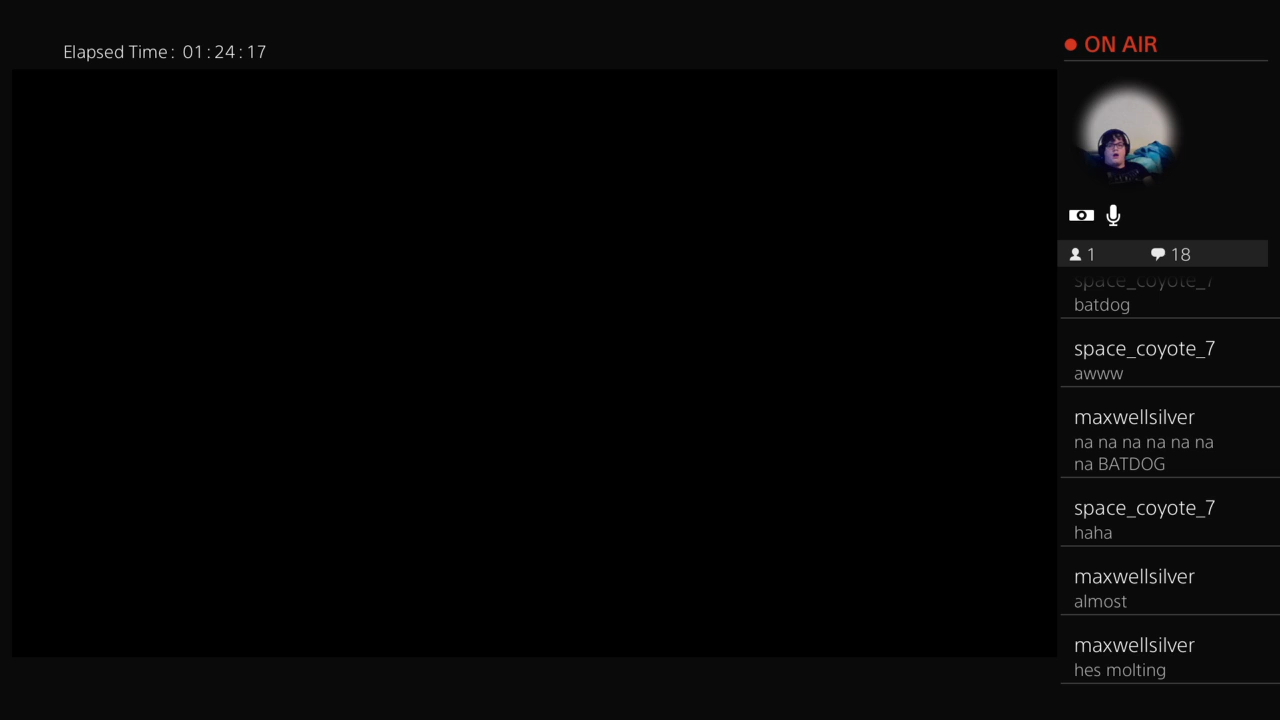 Elapsed Time: 01:24:17
ON AIR
1
18
space_coyote_7
batdog
space_coyote_7
awww
maxwellsilver
na na na na na na
na BATDOG
space_coyote_7
haha
maxwellsilver
almost
maxwellsilver
hes molting